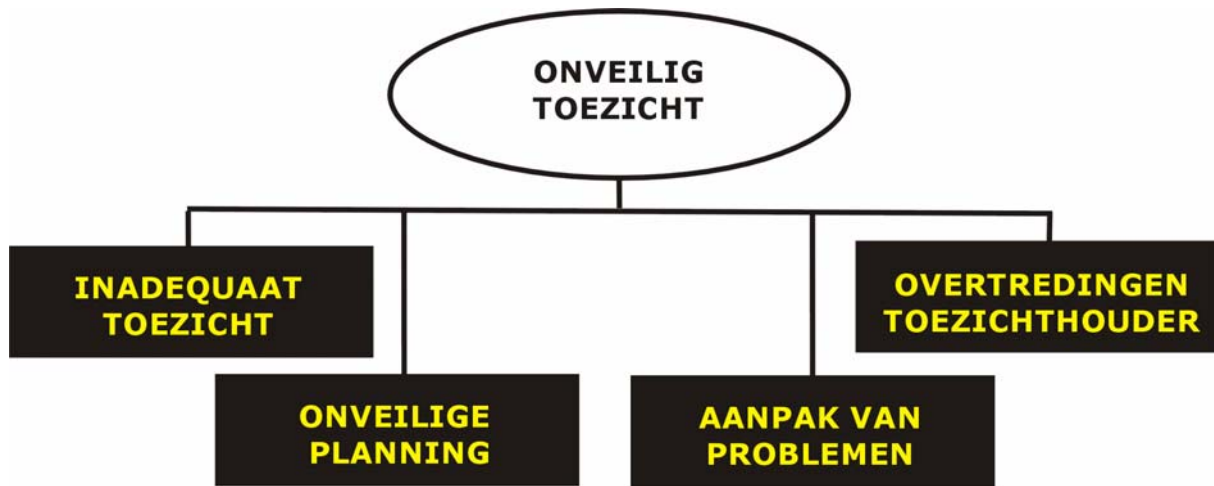 ONVEILIG
TOEZICHT
INADEQUAAT
TOEZICHT
OVERTREDINGEN
TOEZICHTHOUDER
ONVEILIGE
PLANNING
AANPAK VAN
PROBLEMEN